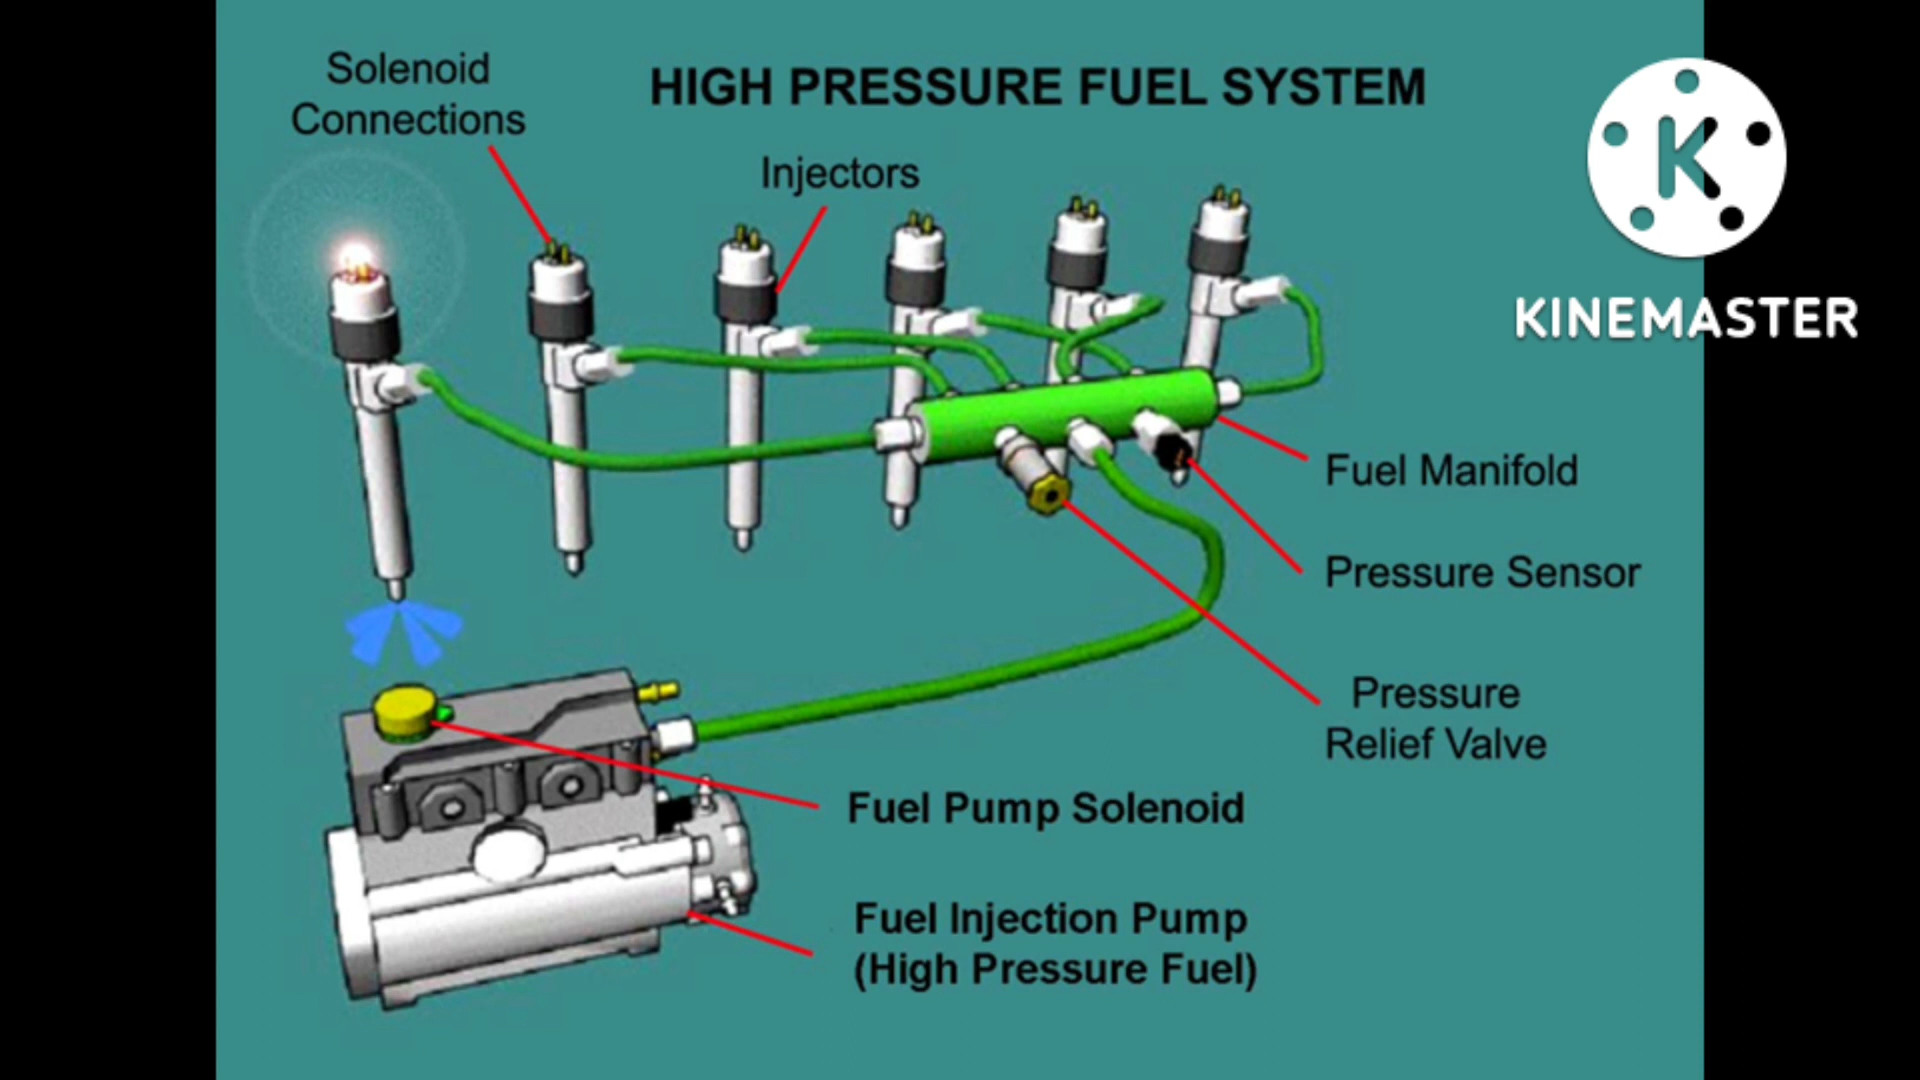 Solenoid
Connections
HIGH PRESSURE FUEL SYSTEM
Injectors
K
KINEMASTER
Fuel Manifold
Pressure Sensor
Pressure
Relief Valve
Fuel Pump Solenoid
Fuel Injection Pump
(High Pressure Fuel)